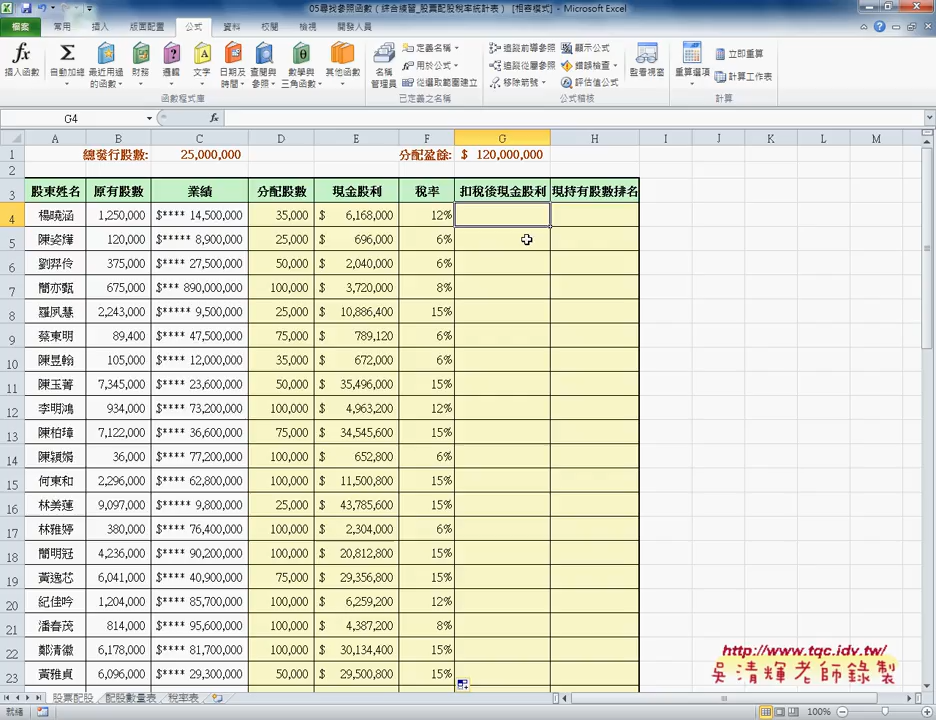 05尋找參照函數（綜合練習_股票配股稅率統計表） [相容模式] - Microsoft Excel
檔案 常用 插入 版面配置 公式 資料 校閱 檢視 開發人員
插入函數 自動加總 最近用過的函數 財務 邏輯 文字 日期及時間 查閱與參照 數學與三角函數 其他函數 名稱管理員 定義名稱 用於公式 從選取範圍建立 追蹤前導參照 追蹤從屬參照 移除箭號 顯示公式 錯誤檢查 評估值公式 監看視窗 重算選項 立即重算 計算工作表
函數程式庫 已定義之名稱 公式稽核 計算
G4 fx
A B C D E F G H I J K L M
1 總發行股數: 25,000,000 分配盈餘: $ 120,000,000
2
3 股東姓名 原有股數 業績 分配股數 現金股利 稅率 扣稅後現金股利 現持有股數排名
4 楊曉涵 1,250,000 $**** 14,500,000 35,000 $ 6,168,000 12%
5 陳姿燁 120,000 $***** 8,900,000 25,000 $ 696,000 6%
6 劉羿伶 375,000 $**** 27,500,000 50,000 $ 2,040,000 6%
7 簡亦甄 675,000 $*** 890,000,000 100,000 $ 3,720,000 8%
8 羅夙慧 2,243,000 $***** 9,500,000 25,000 $ 10,886,400 15%
9 蔡東明 89,400 $**** 47,500,000 75,000 $ 789,120 6%
10 陳昱翰 105,000 $**** 12,000,000 35,000 $ 672,000 6%
11 陳玉菁 7,345,000 $**** 23,600,000 50,000 $ 35,496,000 15%
12 李明鴻 934,000 $**** 73,200,000 100,000 $ 4,963,200 12%
13 陳柏瑋 7,122,000 $**** 36,600,000 75,000 $ 34,545,600 15%
14 陳穎娟 36,000 $**** 77,200,000 100,000 $ 652,800 6%
15 何東和 2,296,000 $**** 62,800,000 100,000 $ 11,500,800 15%
16 林美蓮 9,097,000 $***** 9,800,000 25,000 $ 43,785,600 15%
17 林雅婷 380,000 $**** 76,400,000 100,000 $ 2,304,000 6%
18 簡明冠 4,236,000 $**** 90,200,000 100,000 $ 20,812,800 15%
19 黃逸芯 6,041,000 $**** 40,900,000 75,000 $ 29,356,800 15%
20 紀佳吟 1,204,000 $**** 85,700,000 100,000 $ 6,259,200 12%
21 潘春茂 814,000 $**** 95,600,000 100,000 $ 4,387,200 8%
22 鄭清徽 6,178,000 $**** 81,700,000 100,000 $ 30,134,400 15%
23 黃雅貞 6,096,000 $**** 29,300,000 50,000 $ 29,500,800 15%
http://www.tqc.idv.tw/
吳清輝老師錄製
股票配股 配股數量表 稅率表
就緒 100%